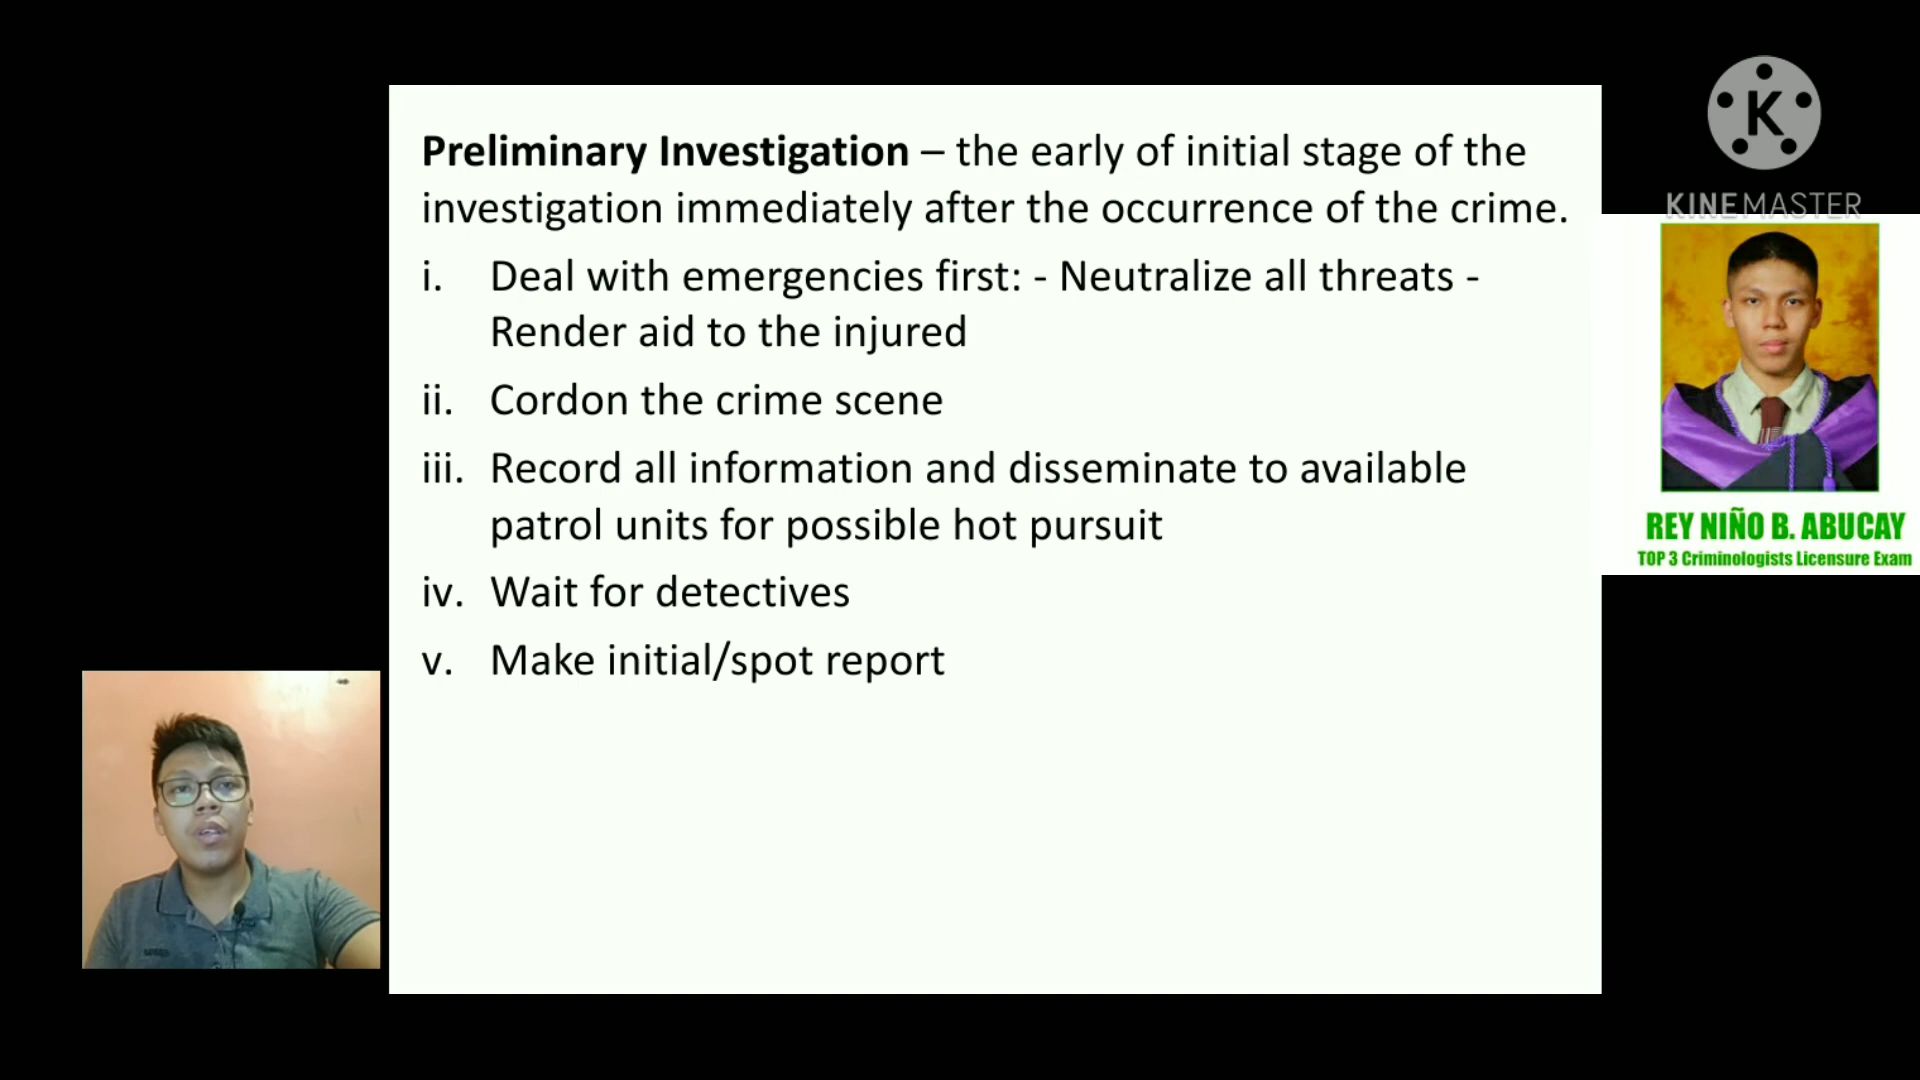 Preliminary Investigation – the early of initial stage of the
investigation immediately after the occurrence of the crime.
i. Deal with emergencies first: - Neutralize all threats -
Render aid to the injured
ii. Cordon the crime scene
iii. Record all information and disseminate to available
patrol units for possible hot pursuit
iv. Wait for detectives
v. Make initial/spot report
K
KINEMASTER
REY NIÑO B. ABUCAY
TOP 3 Criminologists Licensure Exam